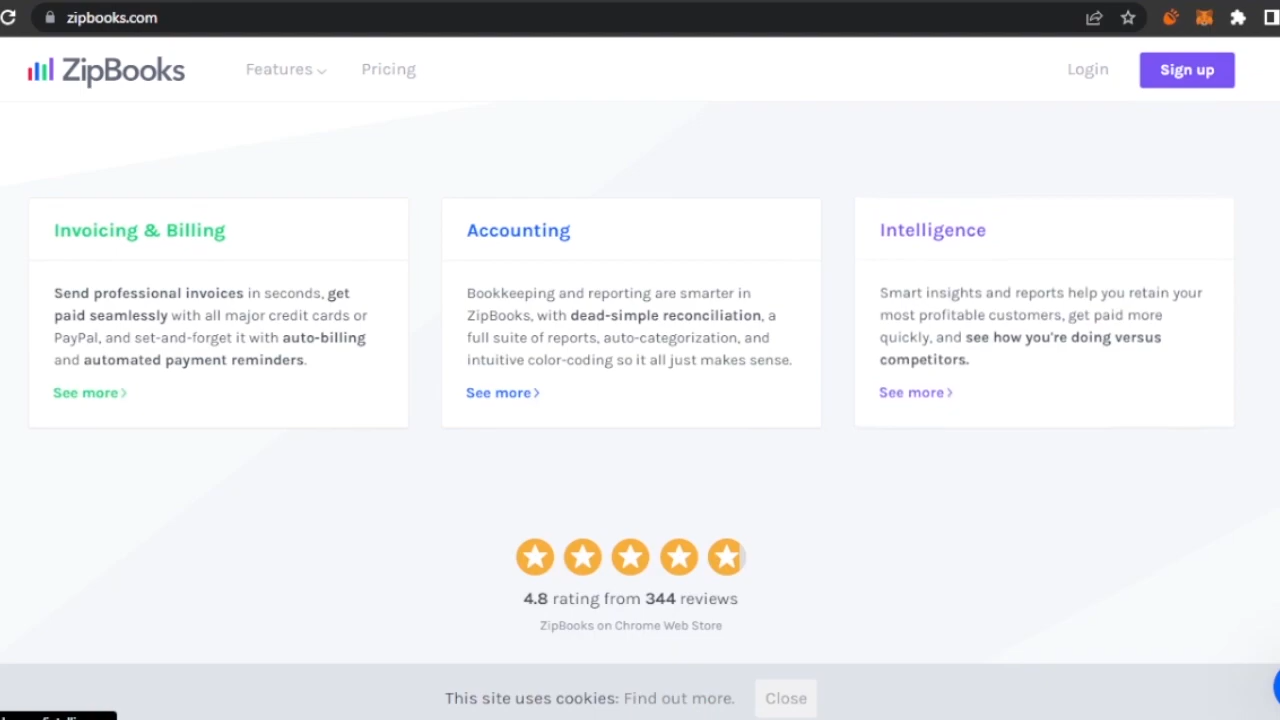 zipbooks.com
ZipBooks
Features
Pricing
Login
Sign up
Invoicing & Billing
Send professional invoices in seconds, get
paid seamlessly with all major credit cards or
PayPal, and set-and-forget it with auto-billing
and automated payment reminders.
See more
Accounting
Bookkeeping and reporting are smarter in
ZipBooks, with dead-simple reconciliation, a
full suite of reports, auto-categorization, and
intuitive color-coding so it all just makes sense.
See more
Intelligence
Smart insights and reports help you retain your
most profitable customers, get paid more
quickly, and see how you're doing versus
competitors.
See more
4.8 rating from 344 reviews
ZipBooks on Chrome Web Store
This site uses cookies: Find out more.
Close